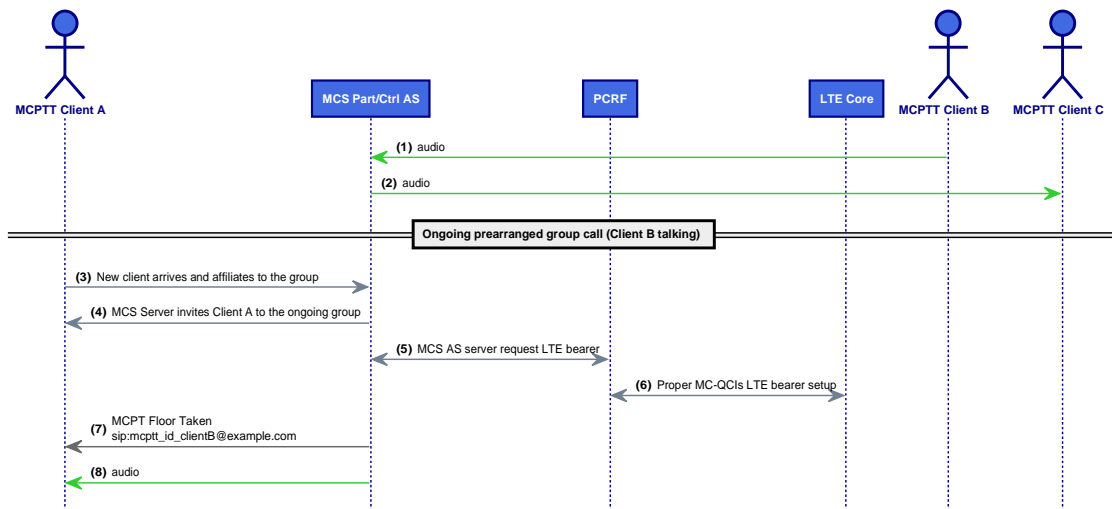 MCPTT Client A
MCS Part/Ctrl AS
PCRF
LTE Core
MCPTT Client B
MCPTT Client C
(1) audio
(2) audio
Ongoing prearranged group call (Client B talking)
(3) New client arrives and affiliates to the group
(4) MCS Server invites Client A to the ongoing group
(5) MCS AS server request LTE bearer
(6) Proper MC-QCIs LTE bearer setup
(7) MCPT Floor Taken
sip:mcptt_id_clientB@example.com
(8) audio